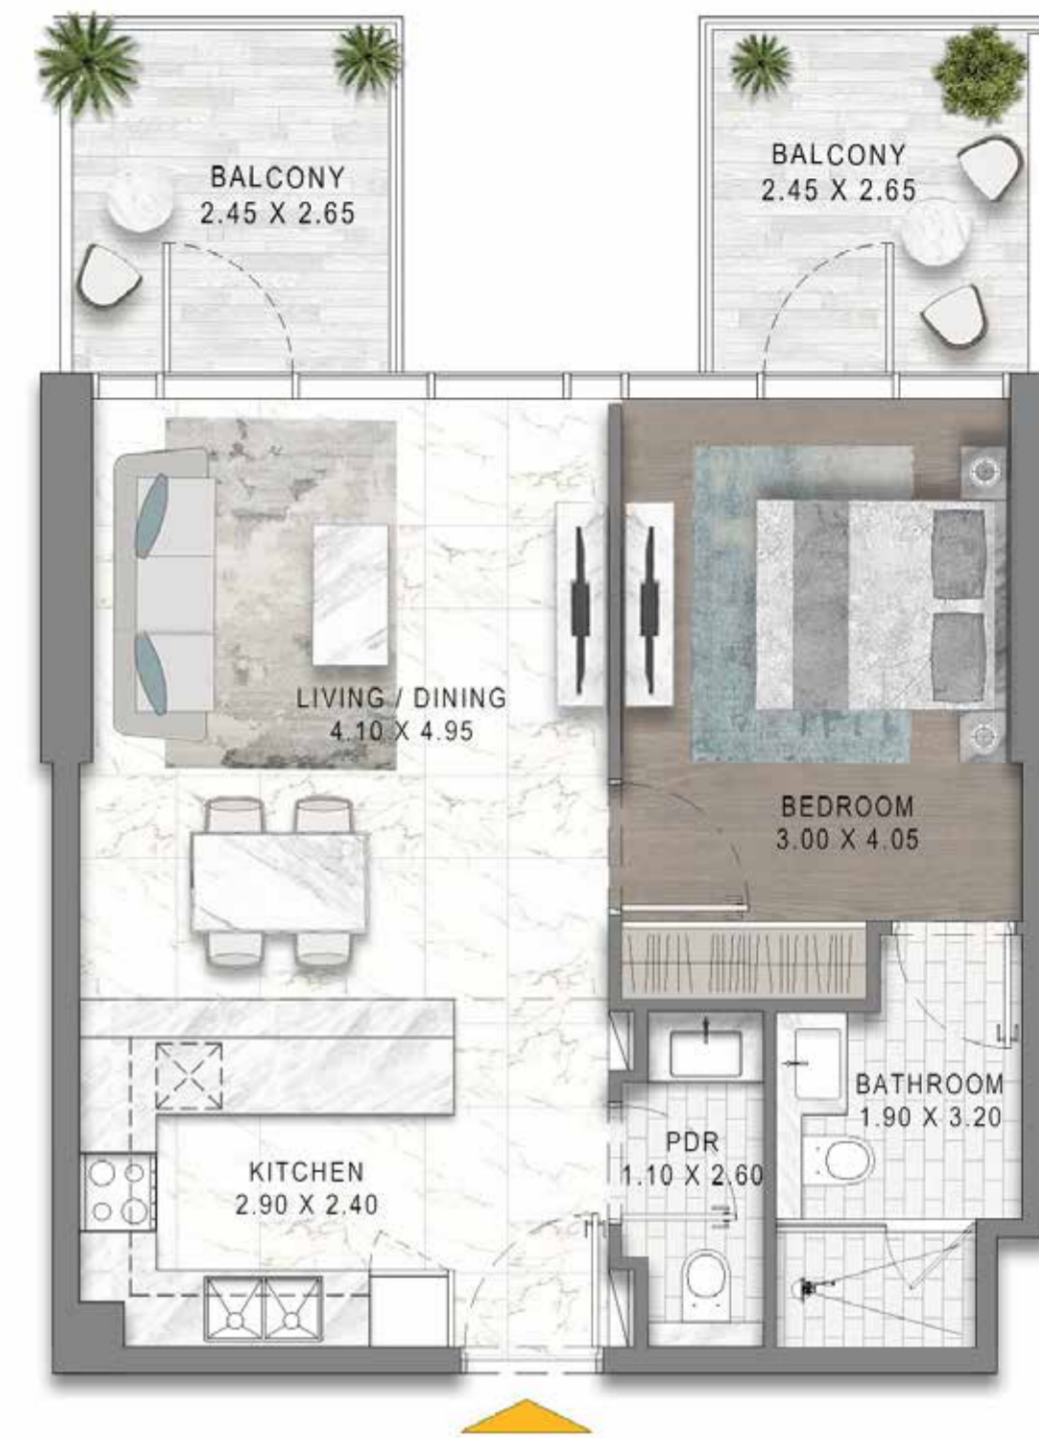 BALCONY
2.45 X 2.65
BALCONY
2.45 X 2.65
LIVING / DINING
4.10 X 4.95
BEDROOM
3.00 X 4.05
BATHROOM
1.90 X 3.20
PDR
1.10 X 2.60
KITCHEN
2.90 X 2.40